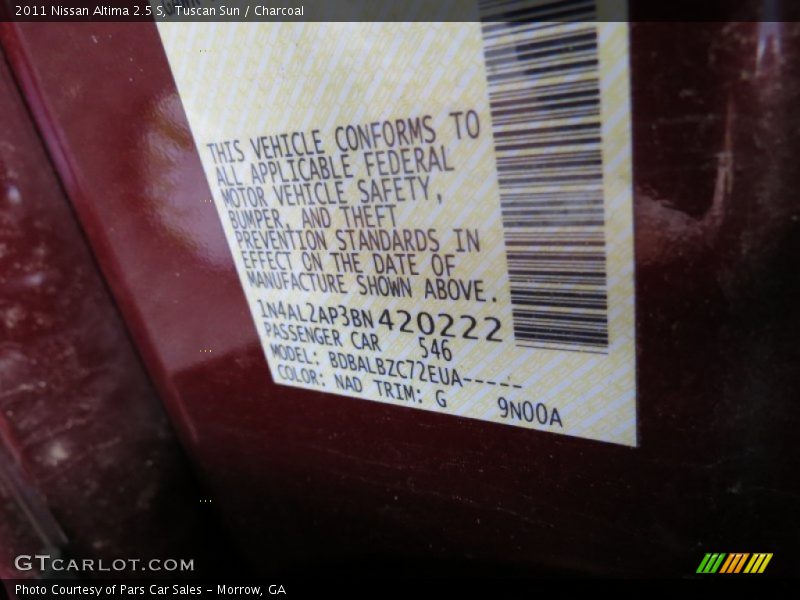 2011 Nissan Altima 2.5 S, Tuscan Sun / Charcoal
THIS VEHICLE CONFORMS TO
ALL APPLICABLE FEDERAL
MOTOR VEHICLE SAFETY,
BUMPER, AND THEFT
PREVENTION STANDARDS IN
EFFECT ON THE DATE OF
MANUFACTURE SHOWN ABOVE.
1N4AL2AP3BN420222
PASSENGER CAR 546
MODEL: BDBALBZC72EUA-----
COLOR: NAD TRIM: G 9N00A
GTCARLOT.COM
Photo Courtesy of Pars Car Sales - Morrow, GA